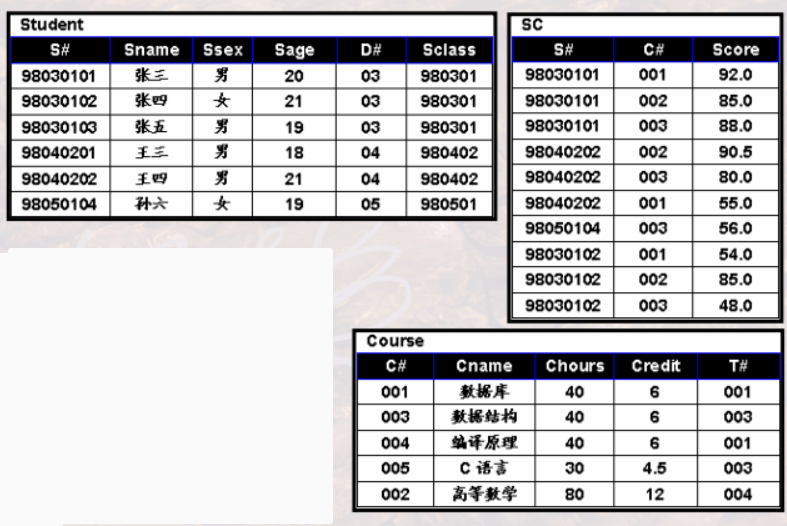 Student
S# Sname Ssex Sage D# Sclass
98030101 张三 男 20 03 980301
98030102 张四 女 21 03 980301
98030103 张五 男 19 03 980301
98040201 王三 男 18 04 980402
98040202 王四 男 21 04 980402
98050104 孙六 女 19 05 980501
SC
S# C# Score
98030101 001 92.0
98030101 002 85.0
98030101 003 88.0
98040202 002 90.5
98040202 003 80.0
98040202 001 55.0
98050104 003 56.0
98030102 001 54.0
98030102 002 85.0
98030102 003 48.0
Course
C# Cname Chours Credit T#
001 数据库 40 6 001
003 数据结构 40 6 003
004 编译原理 40 6 001
005 C 语言 30 4.5 003
002 高等数学 80 12 004